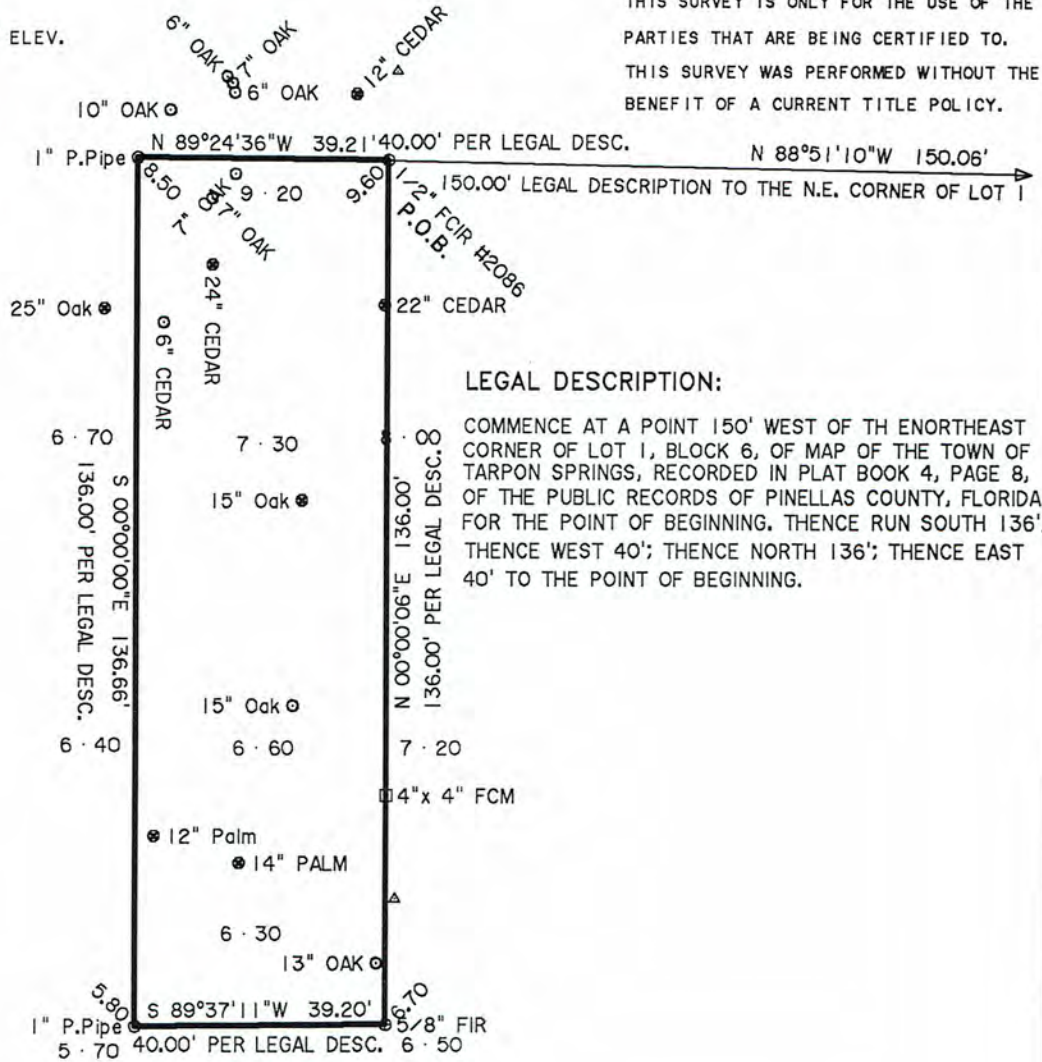 THIS SURVEY IS ONLY FOR THE USE OF THE
PARTIES THAT ARE BEING CERTIFIED TO.
THIS SURVEY WAS PERFORMED WITHOUT THE
BENEFIT OF A CURRENT TITLE POLICY.
ELEV.
6" OAK
7" OAK
6" OAK
12" CEDAR
10" OAK
N 89°24'36"W 39.21'
40.00' PER LEGAL DESC.
N 88°51'10"W 150.06'
150.00' LEGAL DESCRIPTION TO THE N.E. CORNER OF LOT 1
1" P.Pipe
8.50
7" OAK
7" OAK
9.20
9.60
1/2" FCIR #2086
P.O.B.
24" CEDAR
25" Oak
6" CEDAR
22" CEDAR
LEGAL DESCRIPTION:
COMMENCE AT A POINT 150' WEST OF TH ENORTHEAST
CORNER OF LOT 1, BLOCK 6, OF MAP OF THE TOWN OF
TARPON SPRINGS, RECORDED IN PLAT BOOK 4, PAGE 8,
OF THE PUBLIC RECORDS OF PINELLAS COUNTY, FLORIDA
FOR THE POINT OF BEGINNING. THENCE RUN SOUTH 136'
THENCE WEST 40'; THENCE NORTH 136'; THENCE EAST
40' TO THE POINT OF BEGINNING.
6.70
7.30
8.00
S 00°00'00"E 136.66'
136.00' PER LEGAL DESC.
15" Oak
N 00°00'06"E 136.00'
136.00' PER LEGAL DESC.
15" Oak
6.40
6.60
7.20
4"x 4" FCM
12" Palm
14" PALM
6.30
13" OAK
5.80
S 89°37'11"W 39.20'
6.70
1" P.Pipe
5/8" FIR
5.70
40.00' PER LEGAL DESC.
6.50